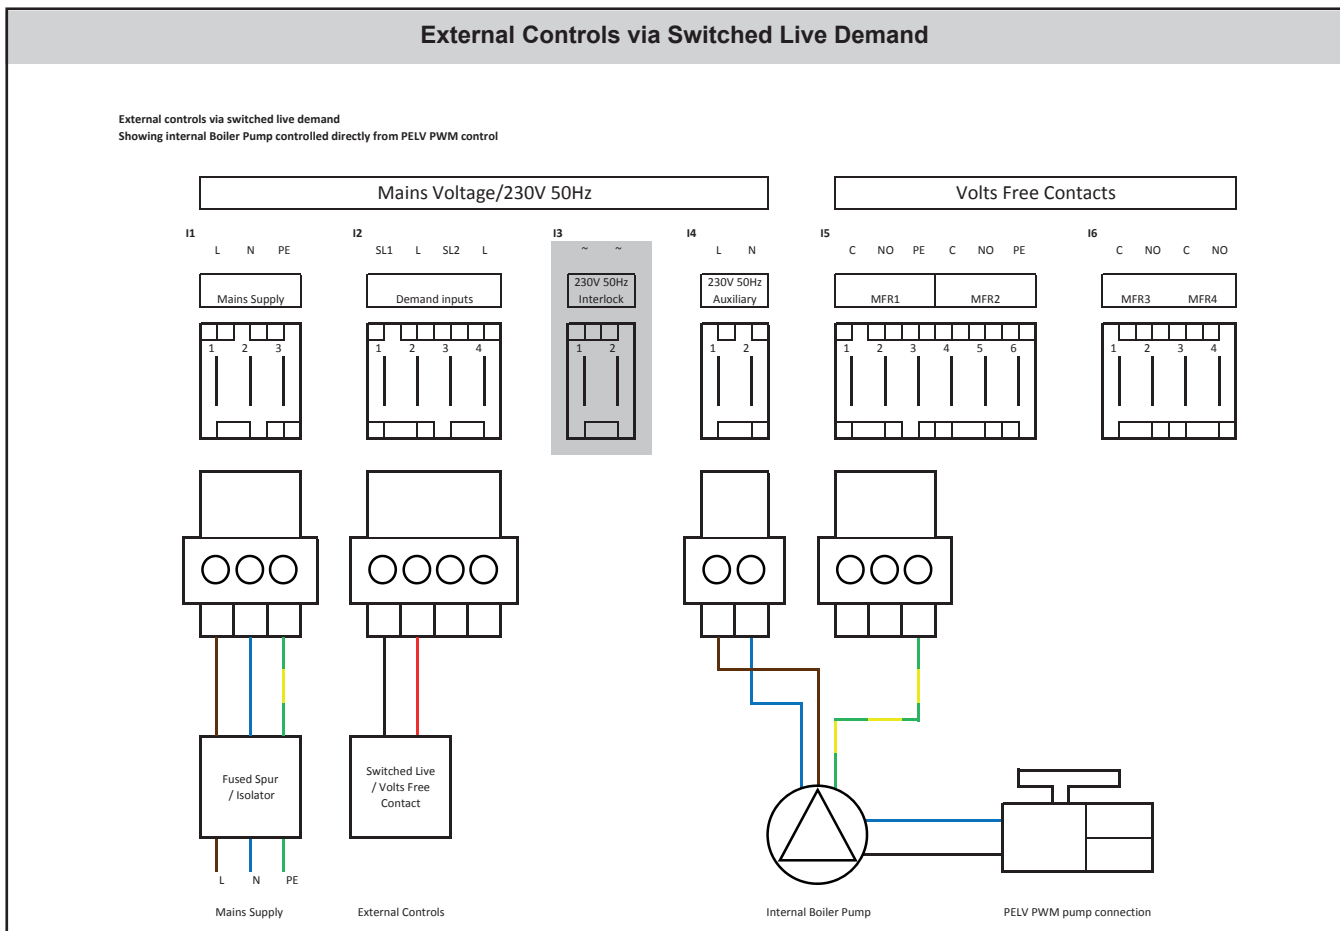 External Controls via Switched Live Demand
External controls via switched live demand
Showing internal Boiler Pump controlled directly from PELV PWM control
Mains Voltage/230V 50Hz
Volts Free Contacts
I1
I2
I3
I4
I5
I6
L N PE
SL1 L SL2 L
~ ~
L N
C NO PE C NO PE
C NO C NO
Mains Supply
Demand inputs
230V 50Hz
Interlock
230V 50Hz
Auxiliary
MFR1
MFR2
MFR3
MFR4
1 2 3
1 2 3 4
1 2
1 2
1 2 3 4 5 6
1 2 3 4
Fused Spur
/ Isolator
Switched Live
/ Volts Free
Contact
L N PE
Mains Supply
External Controls
Internal Boiler Pump
PELV PWM pump connection